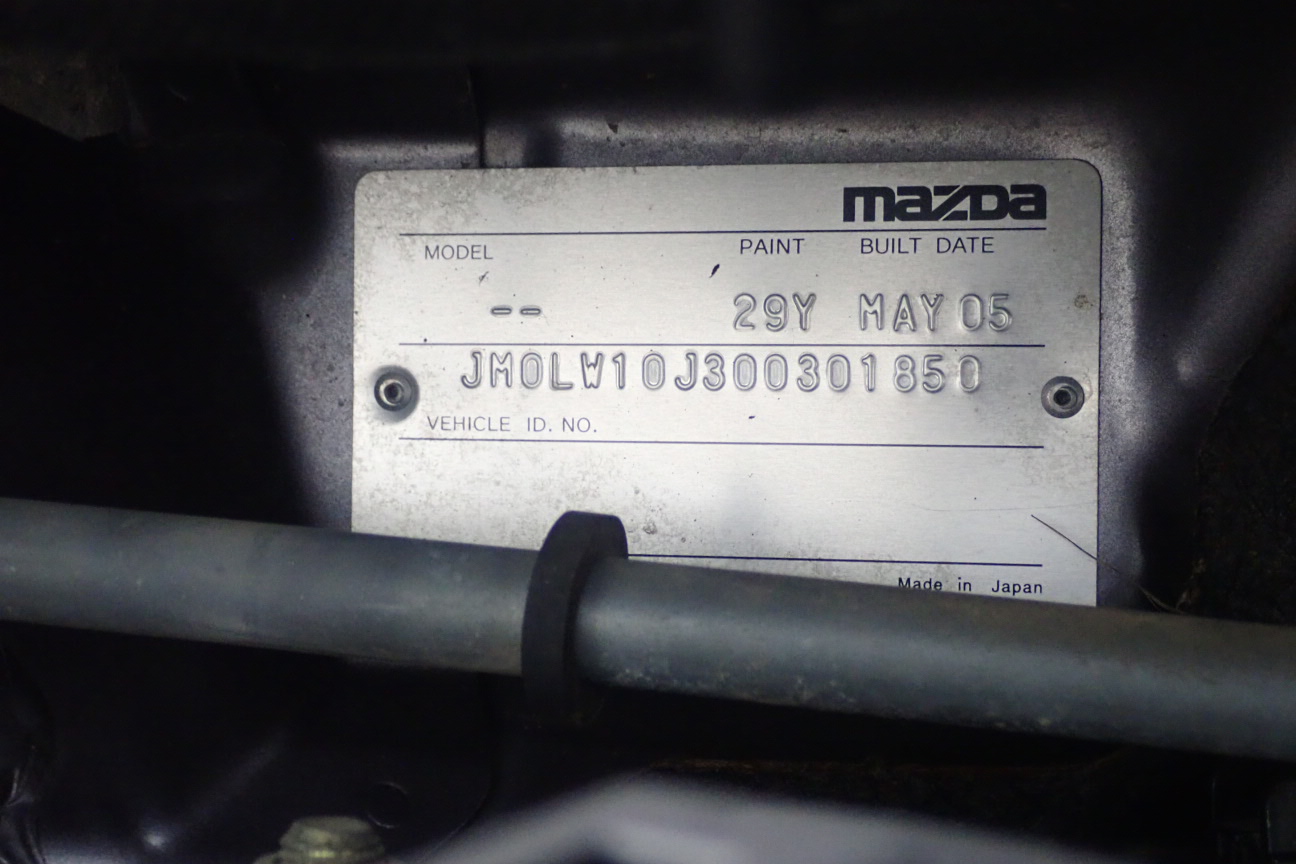 mazda
MODEL PAINT BUILT DATE
-- 29Y MAY 05
JM0LW10J300301850
VEHICLE ID. NO.
Made in Japan